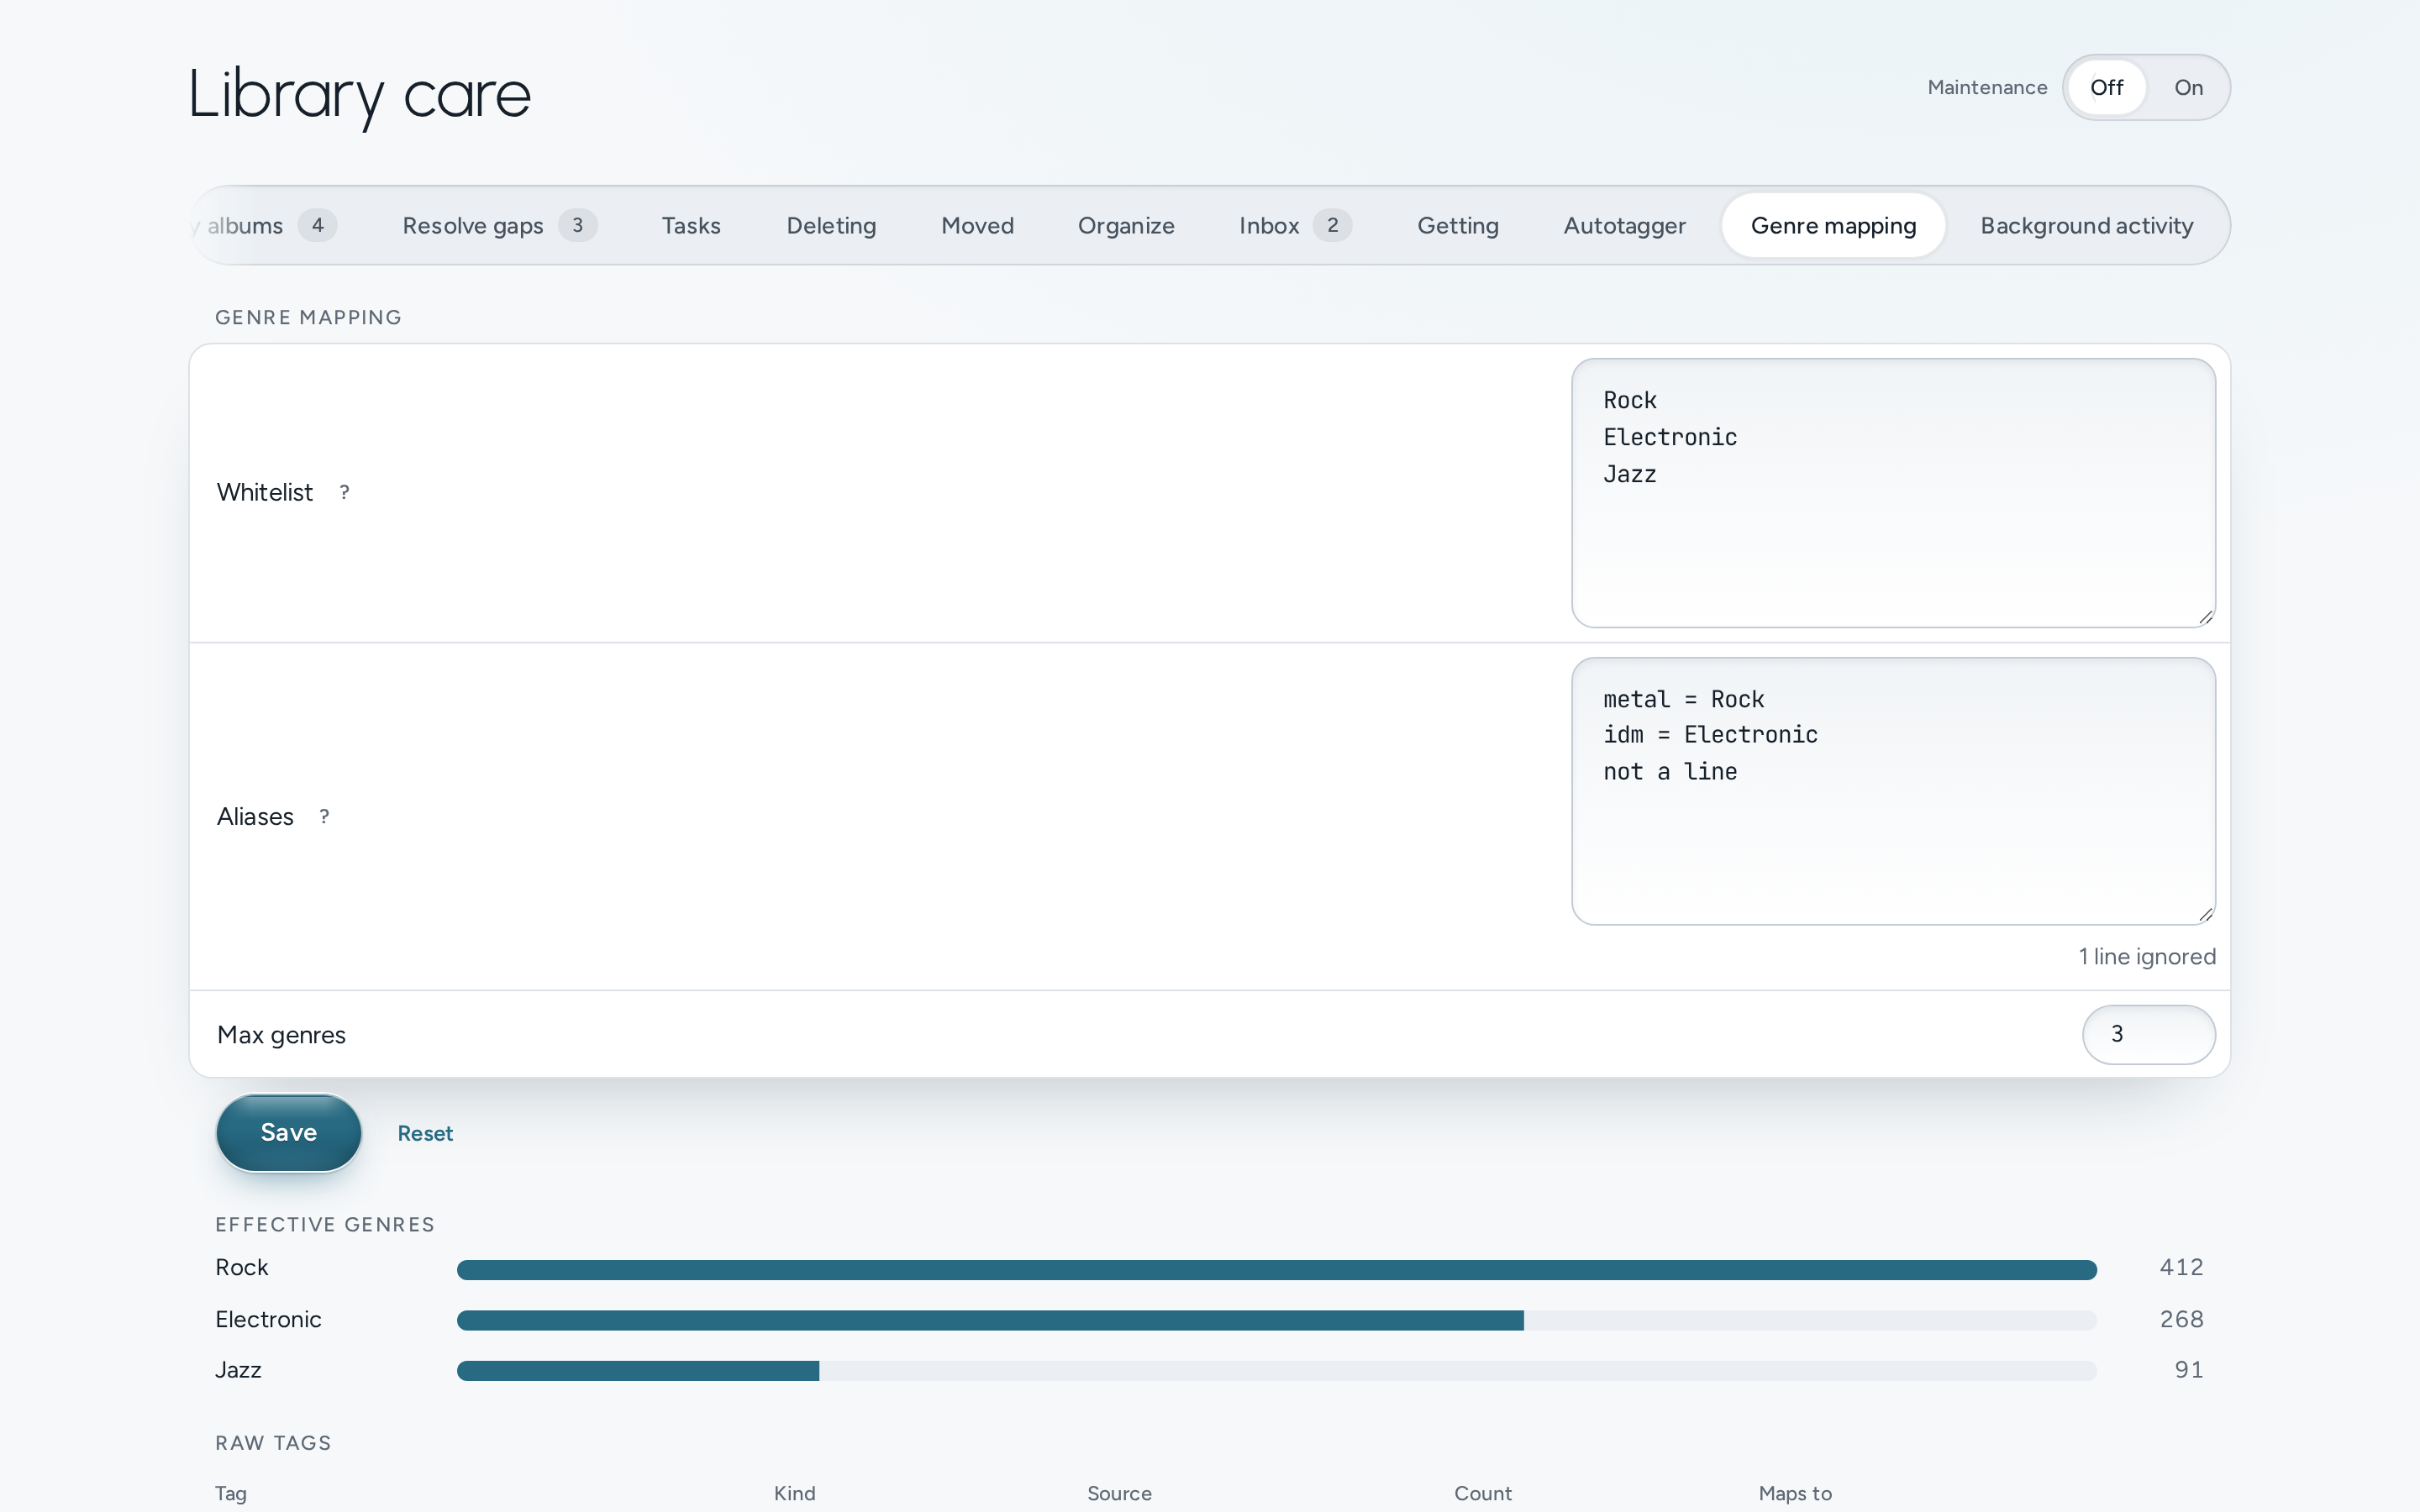 Library care
Maintenance Off On
y albums 4 Resolve gaps 3 Tasks Deleting Moved Organize Inbox 2 Getting Autotagger Genre mapping Background activity
GENRE MAPPING
Whitelist ?
Rock
Electronic
Jazz
Aliases ?
metal = Rock
idm = Electronic
not a line
1 line ignored
Max genres 3
Save Reset
EFFECTIVE GENRES
Rock 412
Electronic 268
Jazz 91
RAW TAGS
Tag Kind Source Count Maps to